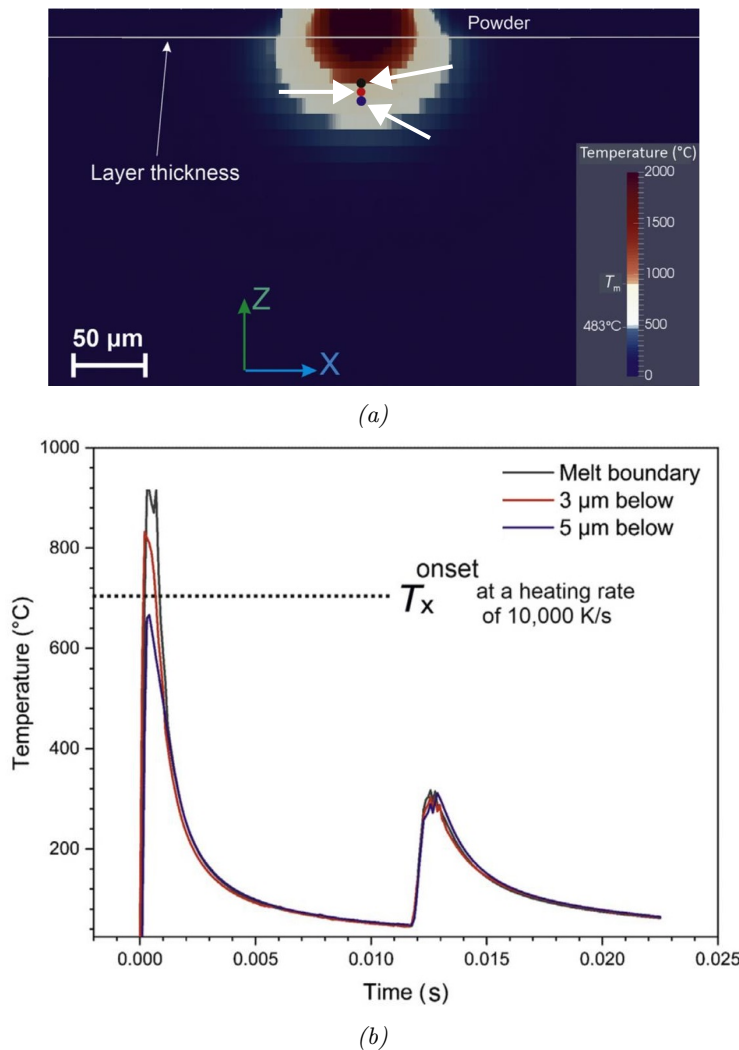 Powder
Layer thickness
Temperature (°C)
2000
1500
1000
Tm
500
483°C
0
Z
X
50 µm
(a)
1000
800
600
400
200
Temperature (°C)
Melt boundary
3 µm below
5 µm below
Tx onset at a heating rate
of 10,000 K/s
0.000
0.005
0.010
0.015
0.020
0.025
Time (s)
(b)